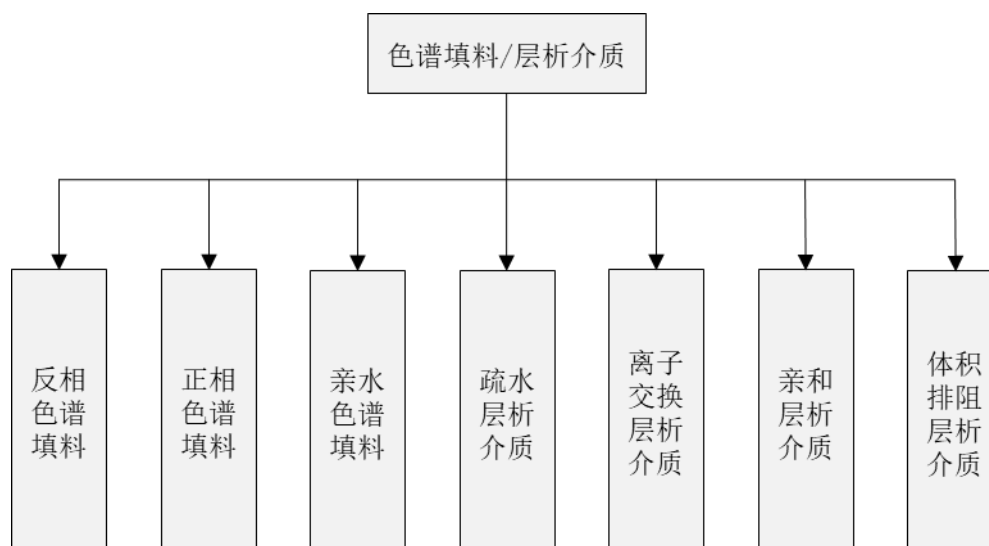 色谱填料/层析介质
反相
色谱
填料
正相
色谱
填料
亲水
色谱
填料
疏水
层析
介质
离子
交换
层析
介质
亲和
层析
介质
体积
排阻
层析
介质